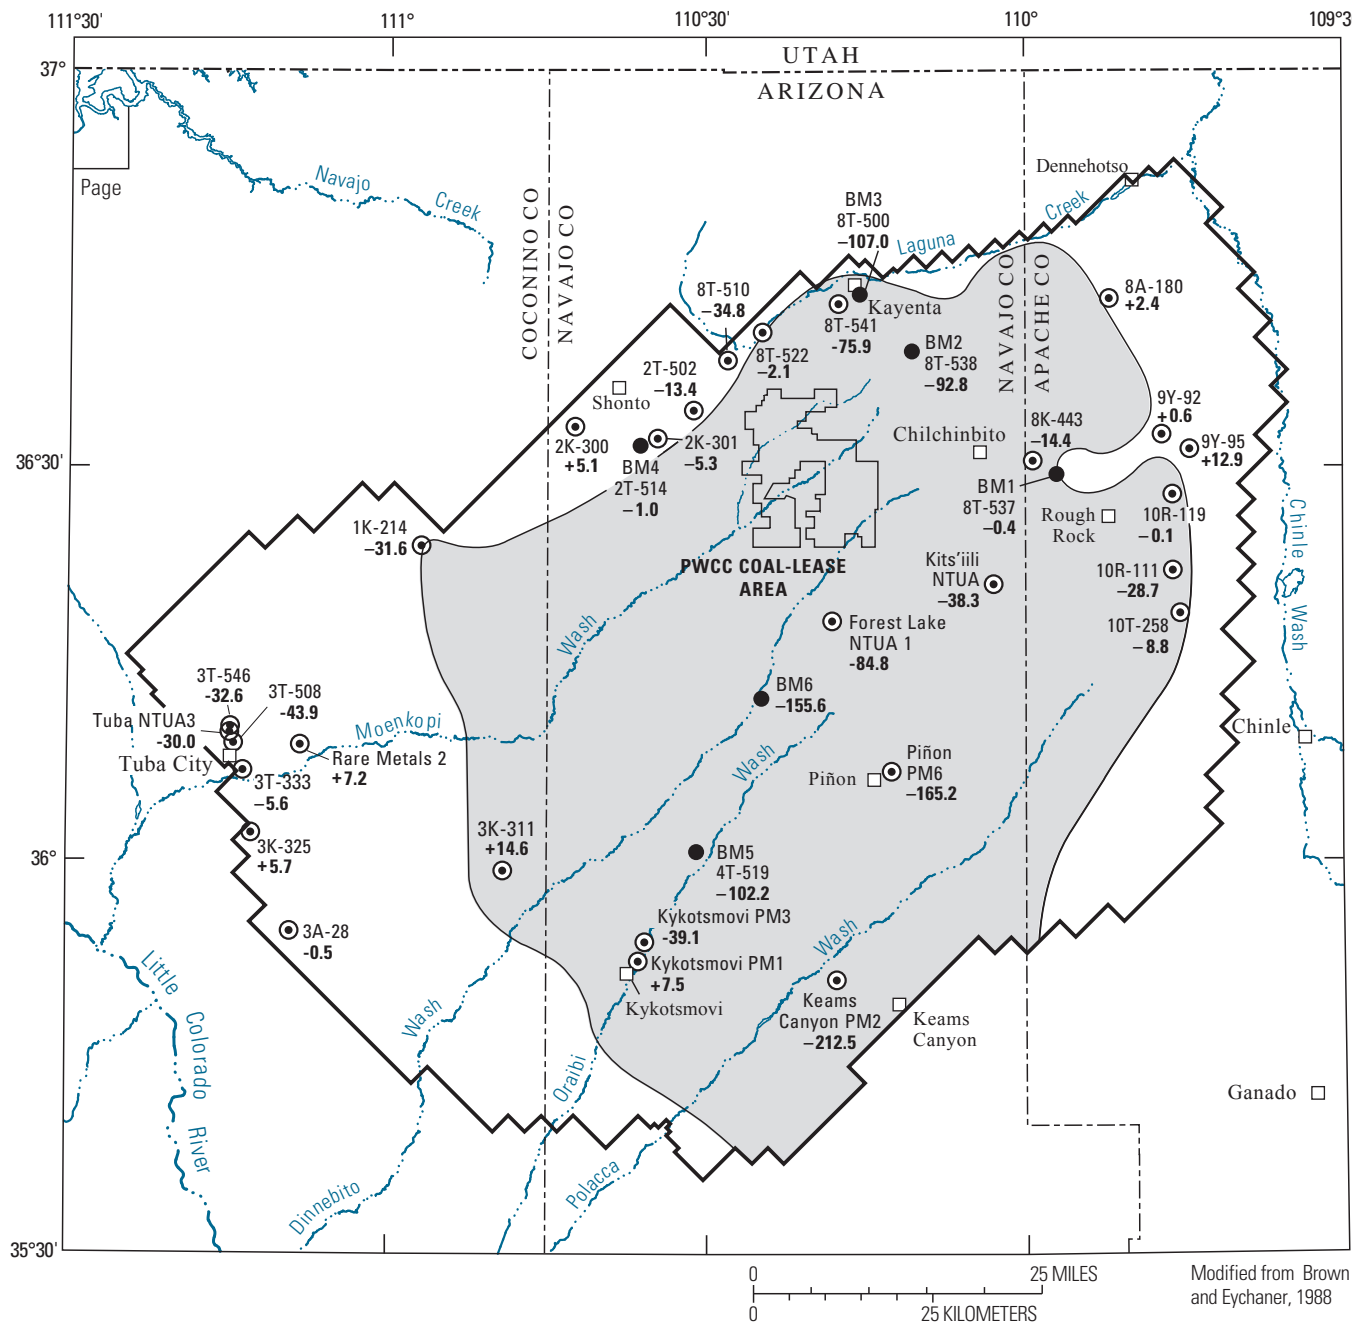 111°30'
111°
110°30'
110°
109°3
37°
UTAH
ARIZONA
Page
Navajo
Creek
COCONINO CO
NAVAJO CO
Dennehotso
Creek
Laguna
BM3
8T-500
−107.0
NAVAJO CO
APACHE CO
8A-180
+2.4
8T-510
−34.8
Kayenta
8T-541
-75.9
BM2
8T-538
−92.8
8T-522
−2.1
2T-502
−13.4
Shonto
9Y-92
+0.6
8K-443
−14.4
9Y-95
+12.9
Chilchinbito
36°30'
2K-300
+5.1
2K-301
−5.3
BM4
2T-514
−1.0
BM1
8T-537
−0.4
Rough
Rock
10R-119
−0.1
1K-214
−31.6
Chinle
Wash
PWCC COAL-LEASE
AREA
Kits'iili
NTUA
−38.3
10R-111
−28.7
Wash
Forest Lake
NTUA 1
-84.8
10T-258
−8.8
3T-546
-32.6
3T-508
-43.9
BM6
−155.6
Tuba NTUA3
-30.0
Moenkopi
Tuba City
Rare Metals 2
+7.2
Wash
Chinle
3T-333
−5.6
Piñon
Piñon
PM6
−165.2
3K-325
+5.7
3K-311
+14.6
36°
BM5
4T-519
−102.2
3A-28
-0.5
Kykotsmovi PM3
-39.1
Wash
Kykotsmovi PM1
+7.5
Kykotsmovi
Little
Colorado
River
Wash
Keams
Canyon PM2
−212.5
Keams
Canyon
Oraibi
Ganado
Polacca
Dinnebito
35°30'
0
25 MILES
0
25 KILOMETERS
Modified from Brown
and Eychaner, 1988